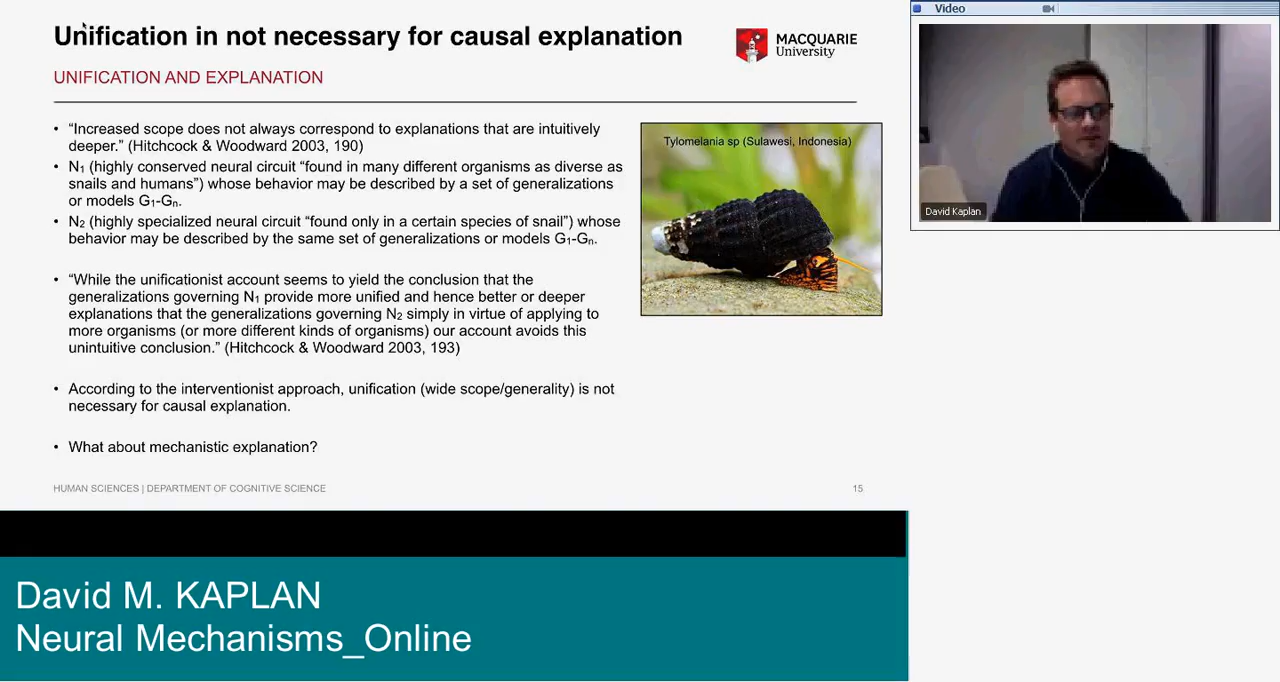 Unification in not necessary for causal explanation
MACQUARIE
University
UNIFICATION AND EXPLANATION
• “Increased scope does not always correspond to explanations that are intuitively
deeper.” (Hitchcock & Woodward 2003, 190)
• N₁ (highly conserved neural circuit “found in many different organisms as diverse as
snails and humans”) whose behavior may be described by a set of generalizations
or models G₁-Gₙ.
• N₂ (highly specialized neural circuit “found only in a certain species of snail”) whose
behavior may be described by the same set of generalizations or models G₁-Gₙ.
• “While the unificationist account seems to yield the conclusion that the
generalizations governing N₁ provide more unified and hence better or deeper
explanations that the generalizations governing N₂ simply in virtue of applying to
more organisms (or more different kinds of organisms) our account avoids this
unintuitive conclusion.” (Hitchcock & Woodward 2003, 193)
• According to the interventionist approach, unification (wide scope/generality) is not
necessary for causal explanation.
• What about mechanistic explanation?
Tylomelania sp (Sulawesi, Indonesia)
HUMAN SCIENCES | DEPARTMENT OF COGNITIVE SCIENCE
15
Video
David Kaplan
David M. KAPLAN
Neural Mechanisms_Online